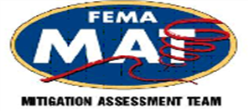 FEMA
MAT
MITIGATION ASSESSMENT TEAM